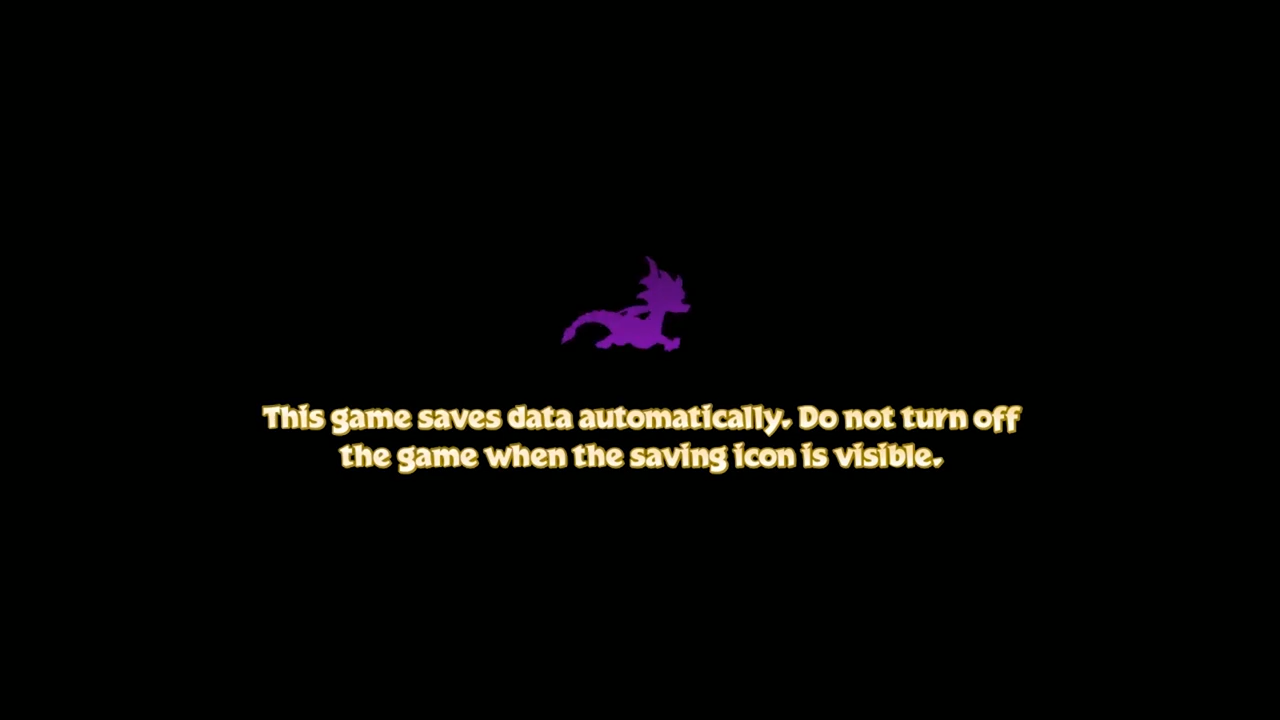 This game saves data automatically. Do not turn off
the game when the saving icon is visible.